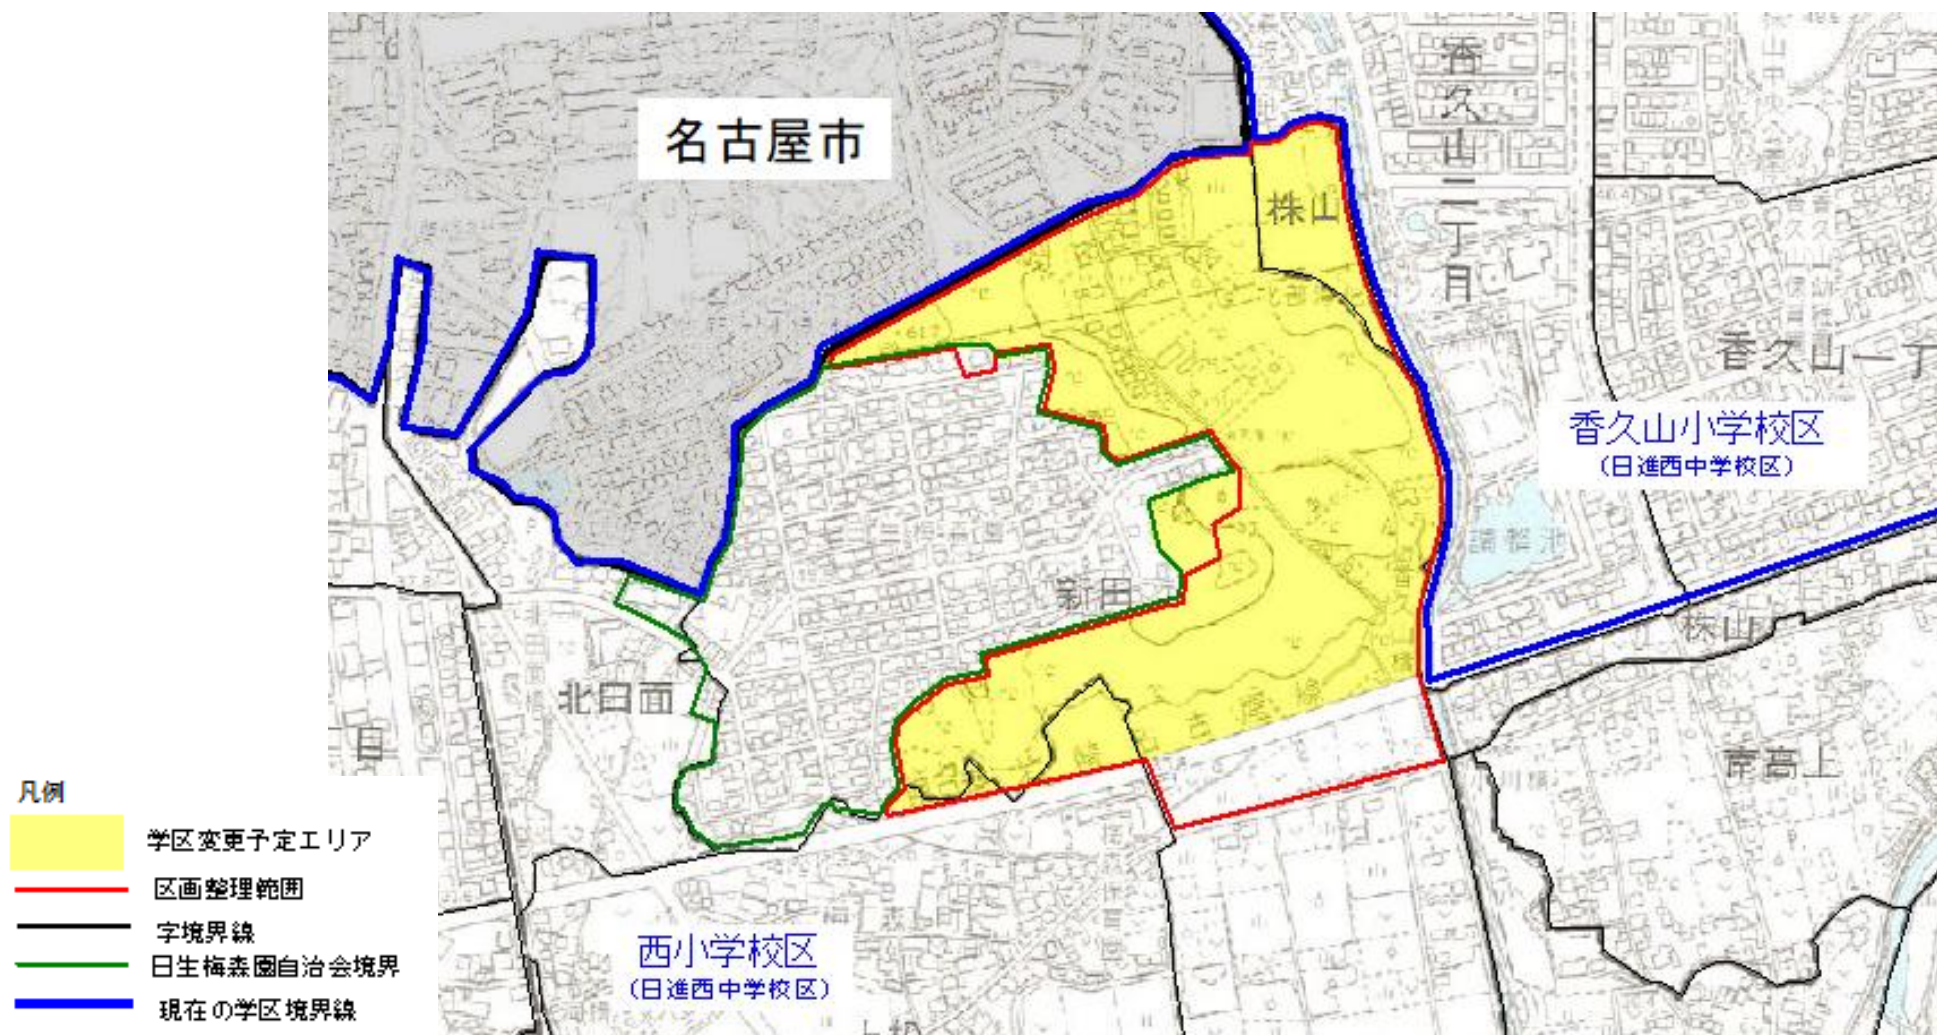 名古屋市
香久山二丁目
株山
香久山一丁
香久山小学校区
(日進西中学校区)
調整池
新田
株山
北田面
南高上
凡例
学区変更予定エリア
区画整理範囲
字境界線
日生梅森園自治会境界
現在の学区境界線
西小学校区
(日進西中学校区)